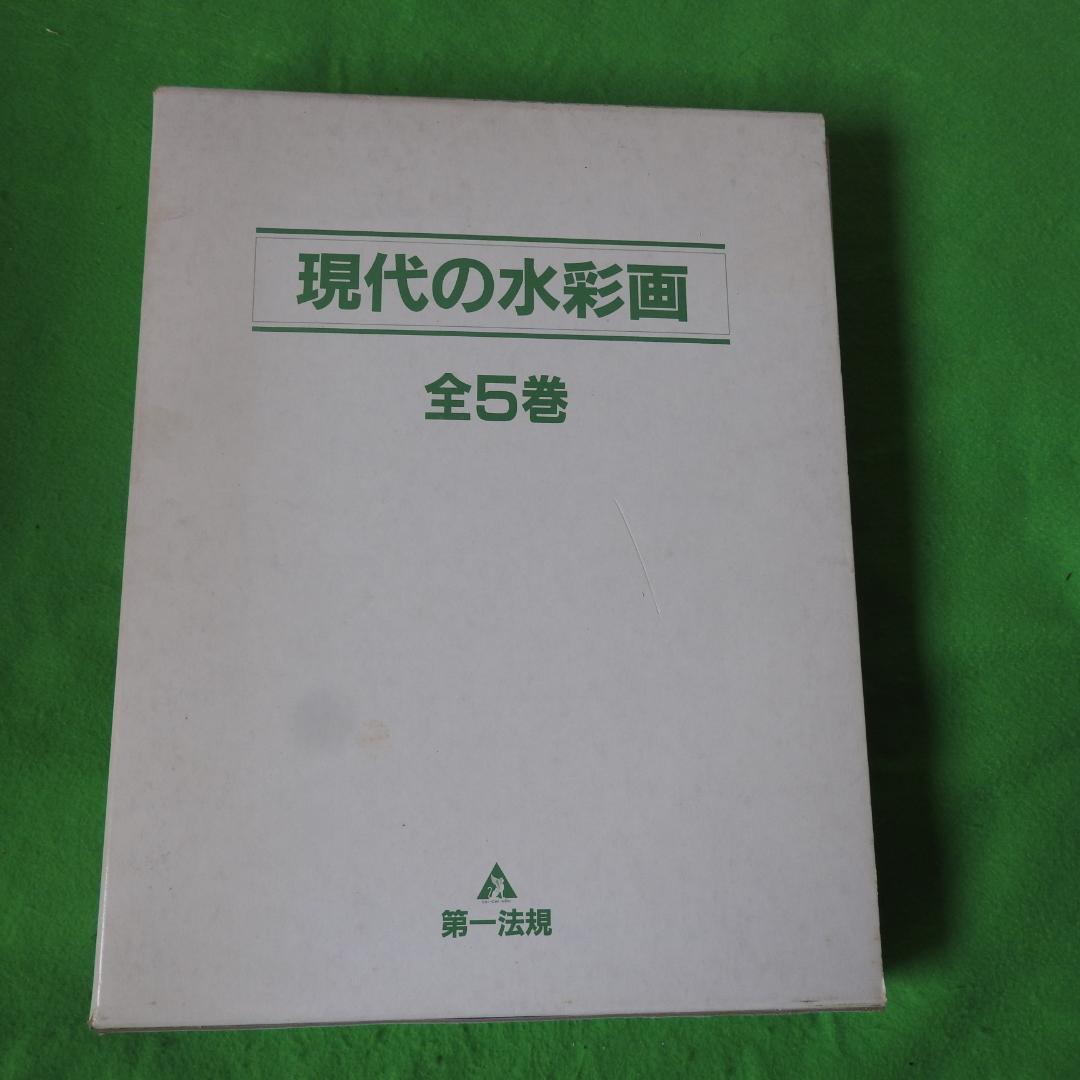 現代の水彩画
全5巻
第一法規